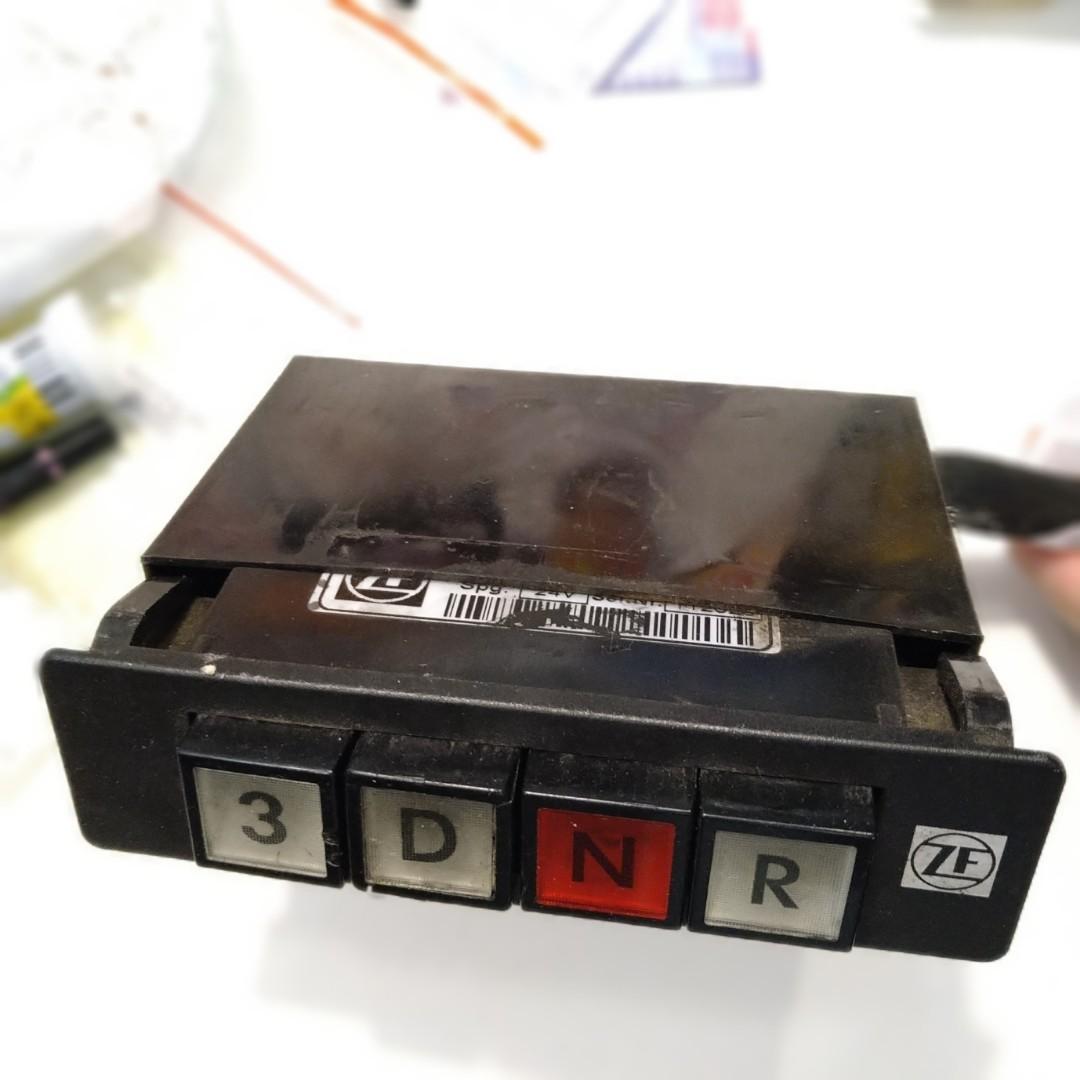 ZF
Spg. 24V
3 D N R
ZF